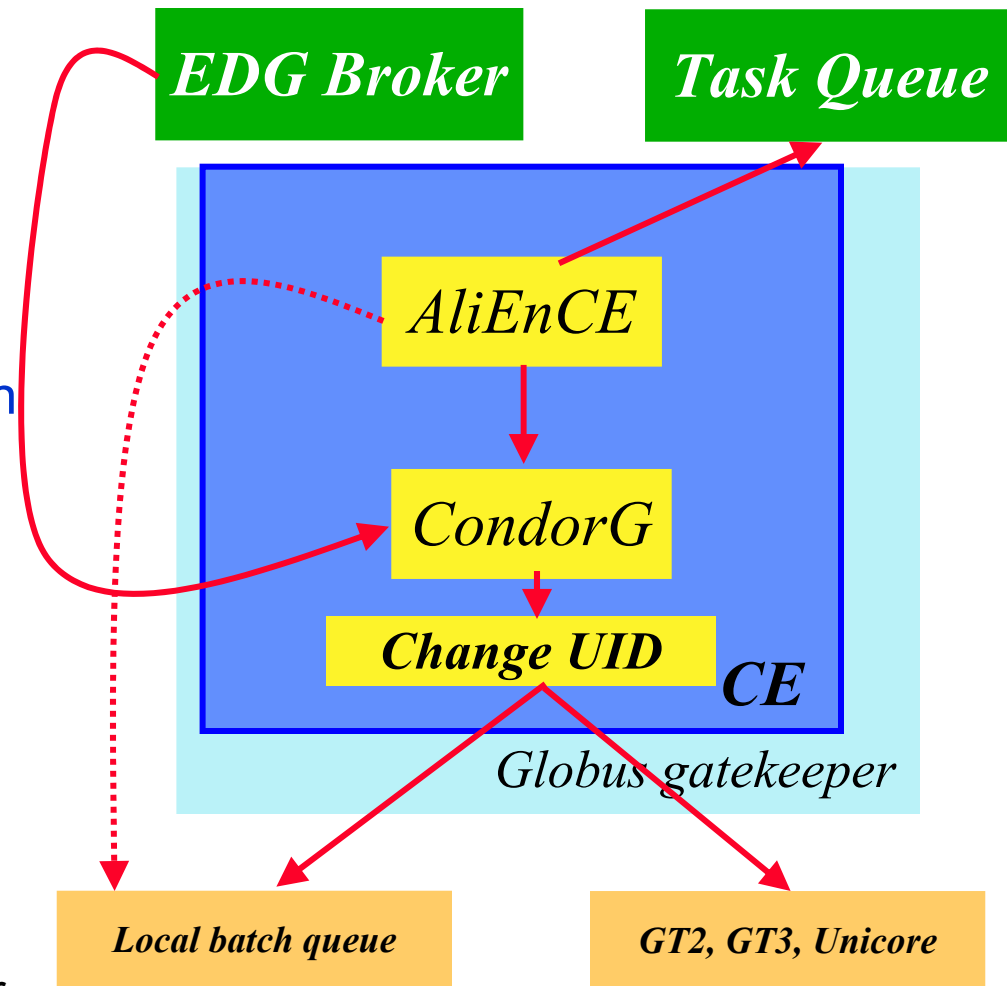 EDG Broker
Task Queue
AliEnCE
n
CondorG
Change UID
CE
Globus gatekeeper
Local batch queue
GT2, GT3, Unicore